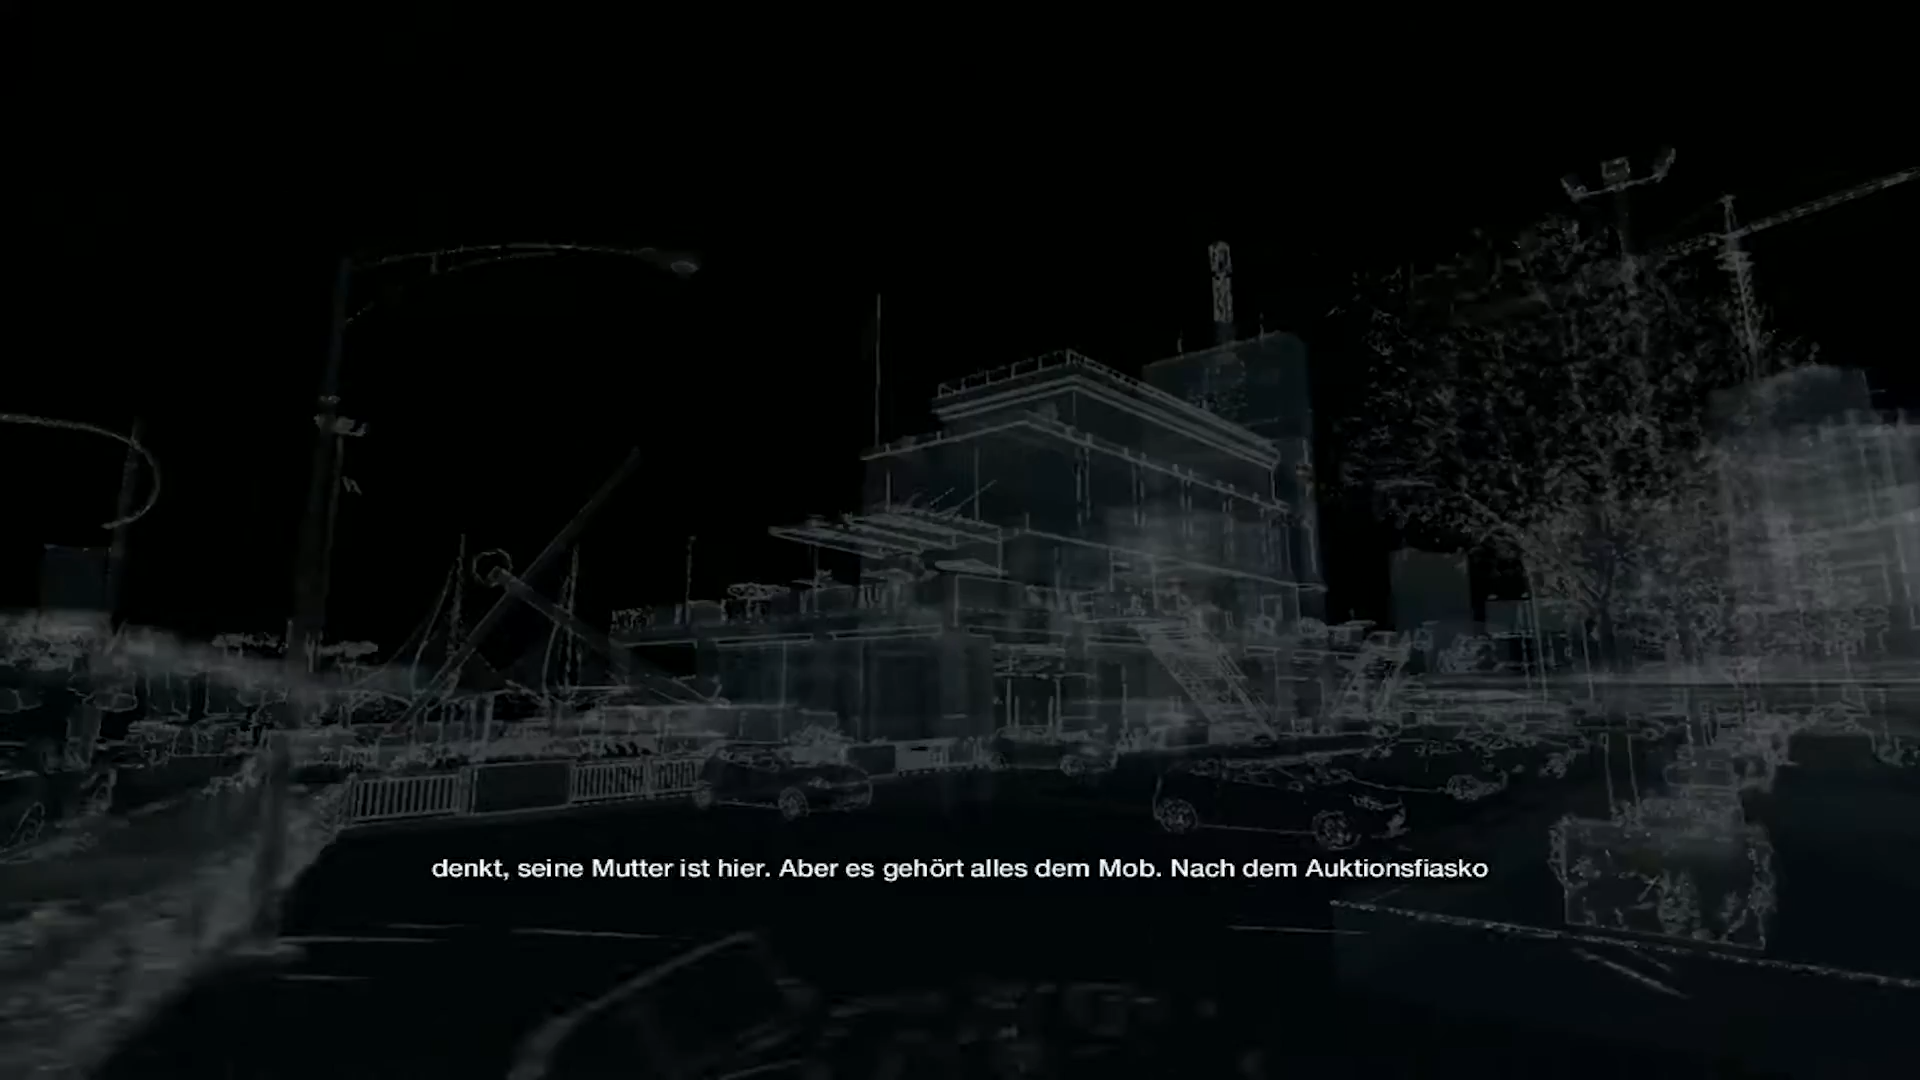 denkt, seine Mutter ist hier. Aber es gehört alles dem Mob. Nach dem Auktionsfiasko